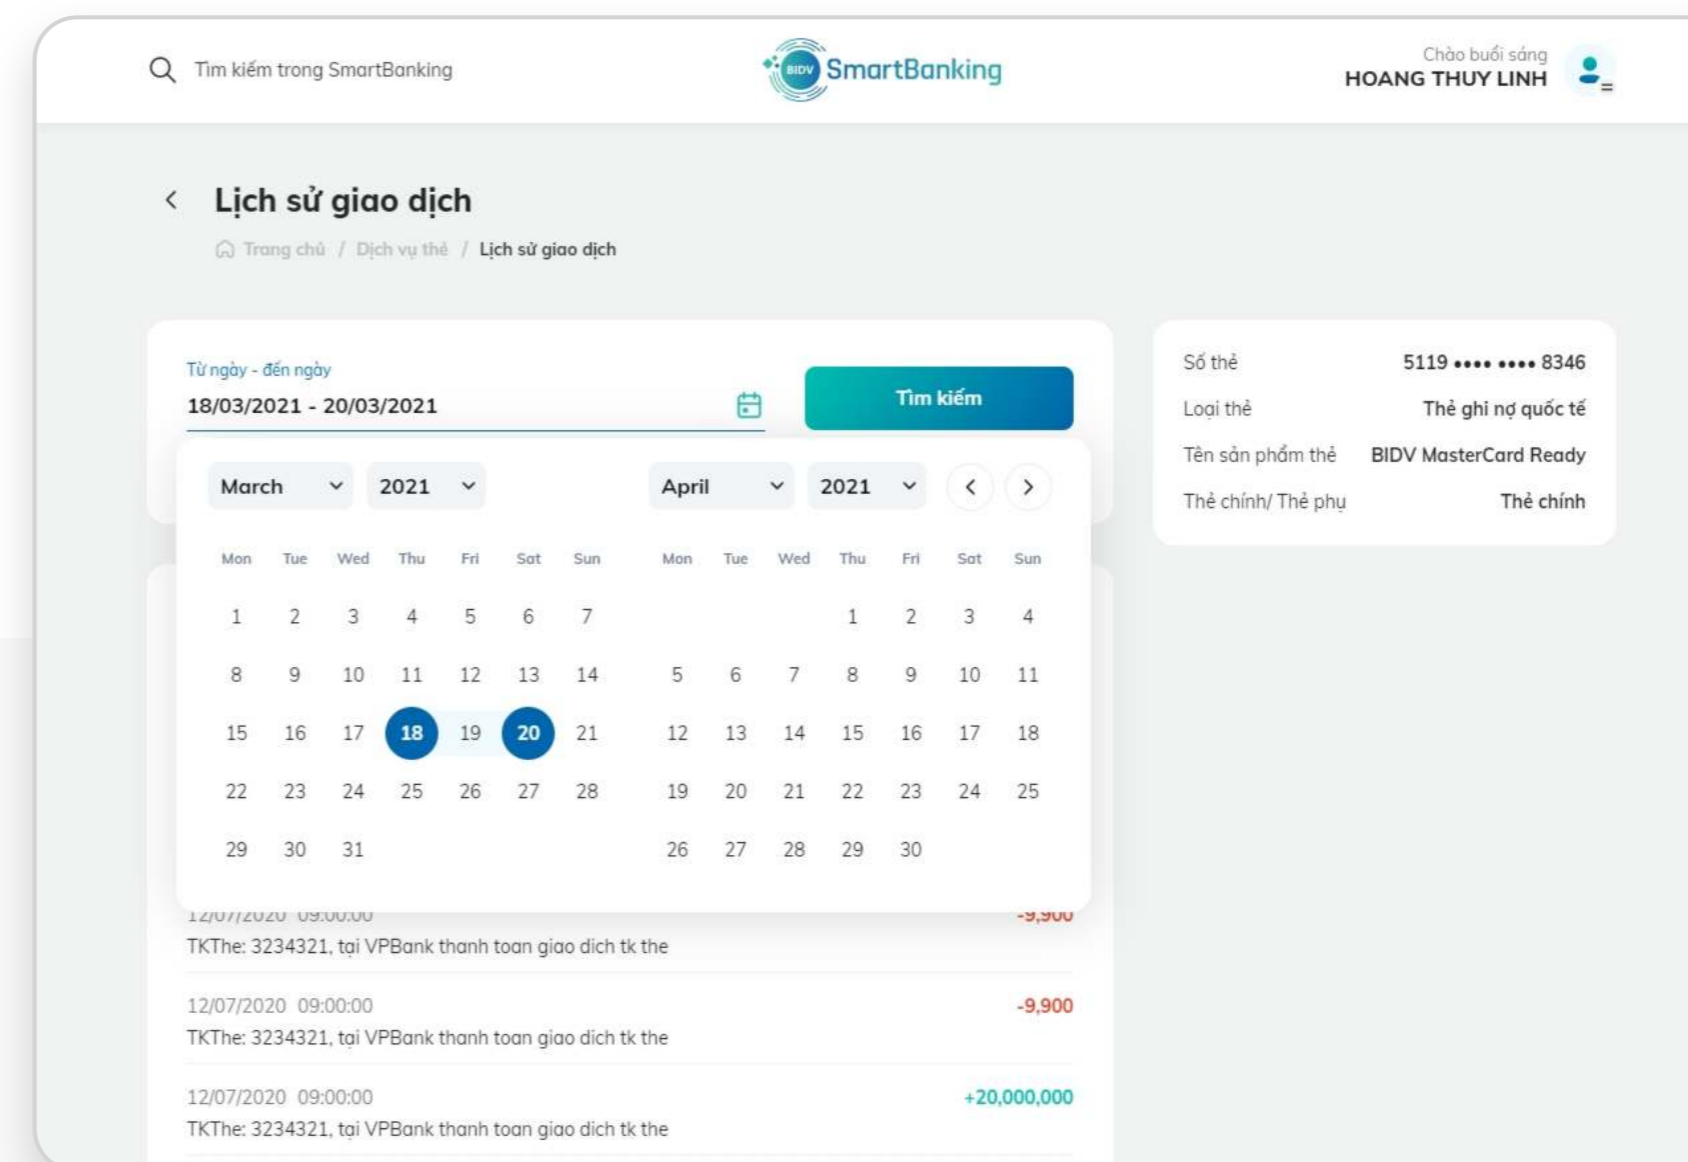 Tìm kiếm trong SmartBanking
BIDV SmartBanking
Chào buổi sáng
HOANG THUY LINH
Lịch sử giao dịch
Trang chủ / Dịch vụ thẻ / Lịch sử giao dịch
Từ ngày - đến ngày
18/03/2021 - 20/03/2021
Tìm kiếm
March 2021
April 2021
Mon Tue Wed Thu Fri Sat Sun
1 2 3 4 5 6 7
8 9 10 11 12 13 14
15 16 17 18 19 20 21
22 23 24 25 26 27 28
29 30 31
Mon Tue Wed Thu Fri Sat Sun
1 2 3 4
5 6 7 8 9 10 11
12 13 14 15 16 17 18
19 20 21 22 23 24 25
26 27 28 29 30
12/07/2020 09:00:00 -9,900
TKThe: 3234321, tại VPBank thanh toan giao dich tk the
12/07/2020 09:00:00 -9,900
TKThe: 3234321, tại VPBank thanh toan giao dich tk the
12/07/2020 09:00:00 +20,000,000
TKThe: 3234321, tại VPBank thanh toan giao dich tk the
Số thẻ 5119 •••• •••• 8346
Loại thẻ Thẻ ghi nợ quốc tế
Tên sản phẩm thẻ BIDV MasterCard Ready
Thẻ chính/ Thẻ phụ Thẻ chính